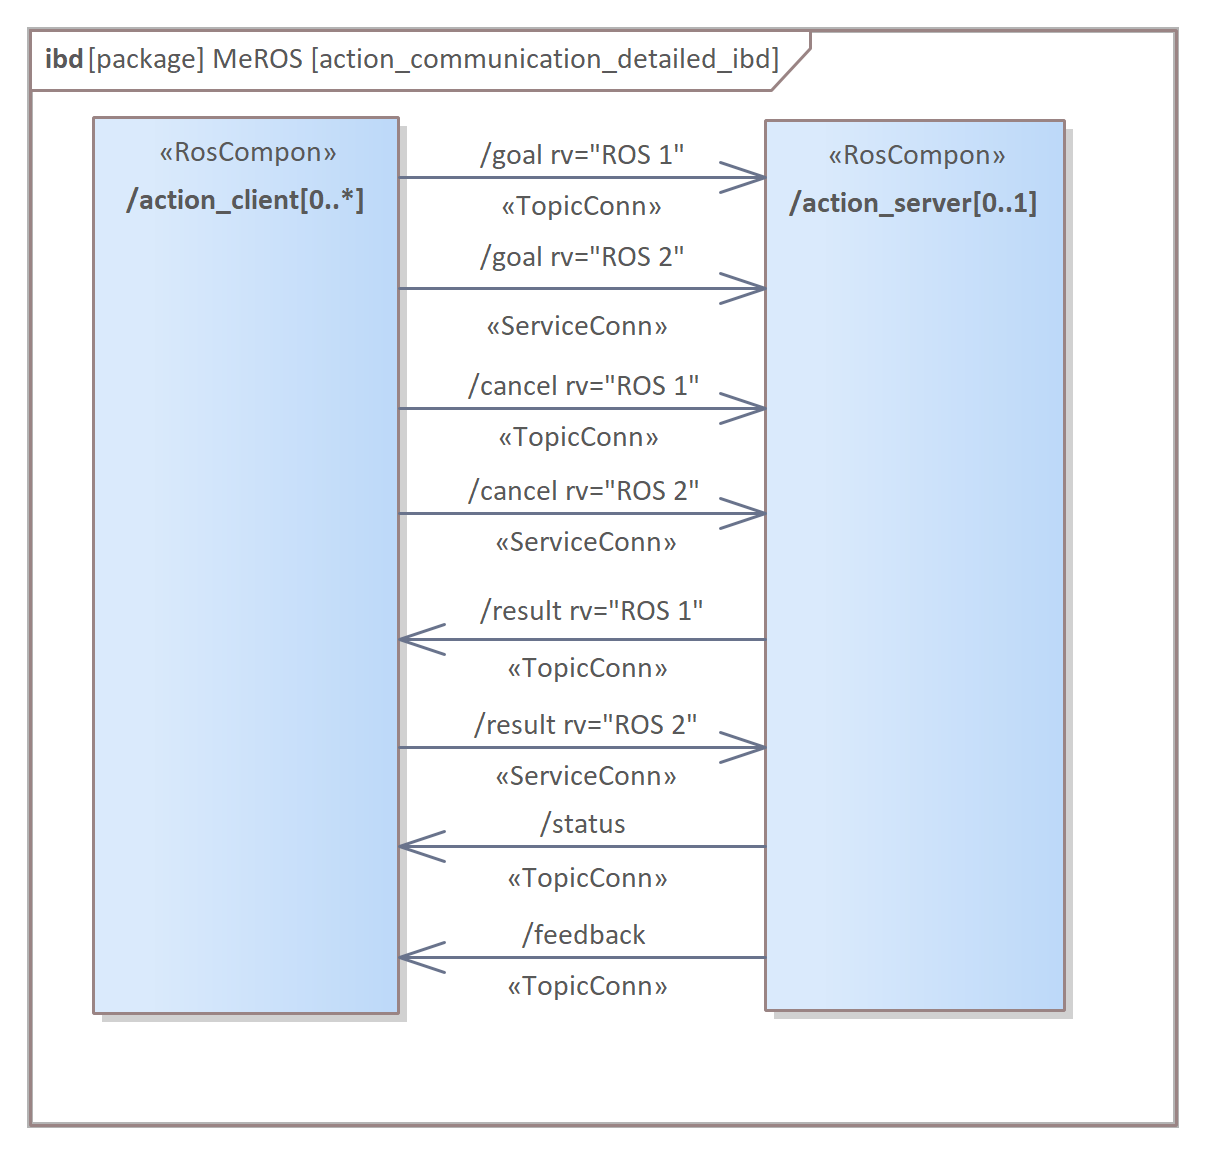 ibd [package] MeROS [action_communication_detailed_ibd]
«RosCompon»
/action_client[0..*]
«RosCompon»
/action_server[0..1]
/goal rv="ROS 1"
«TopicConn»
/goal rv="ROS 2"
«ServiceConn»
/cancel rv="ROS 1"
«TopicConn»
/cancel rv="ROS 2"
«ServiceConn»
/result rv="ROS 1"
«TopicConn»
/result rv="ROS 2"
«ServiceConn»
/status
«TopicConn»
/feedback
«TopicConn»